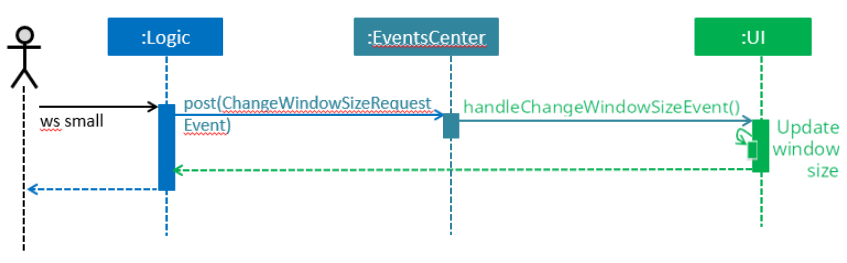 :Logic
:EventsCenter
:UI
ws small
post(ChangeWindowSizeRequest
Event)
handleChangeWindowSizeEvent()
Update
window
size